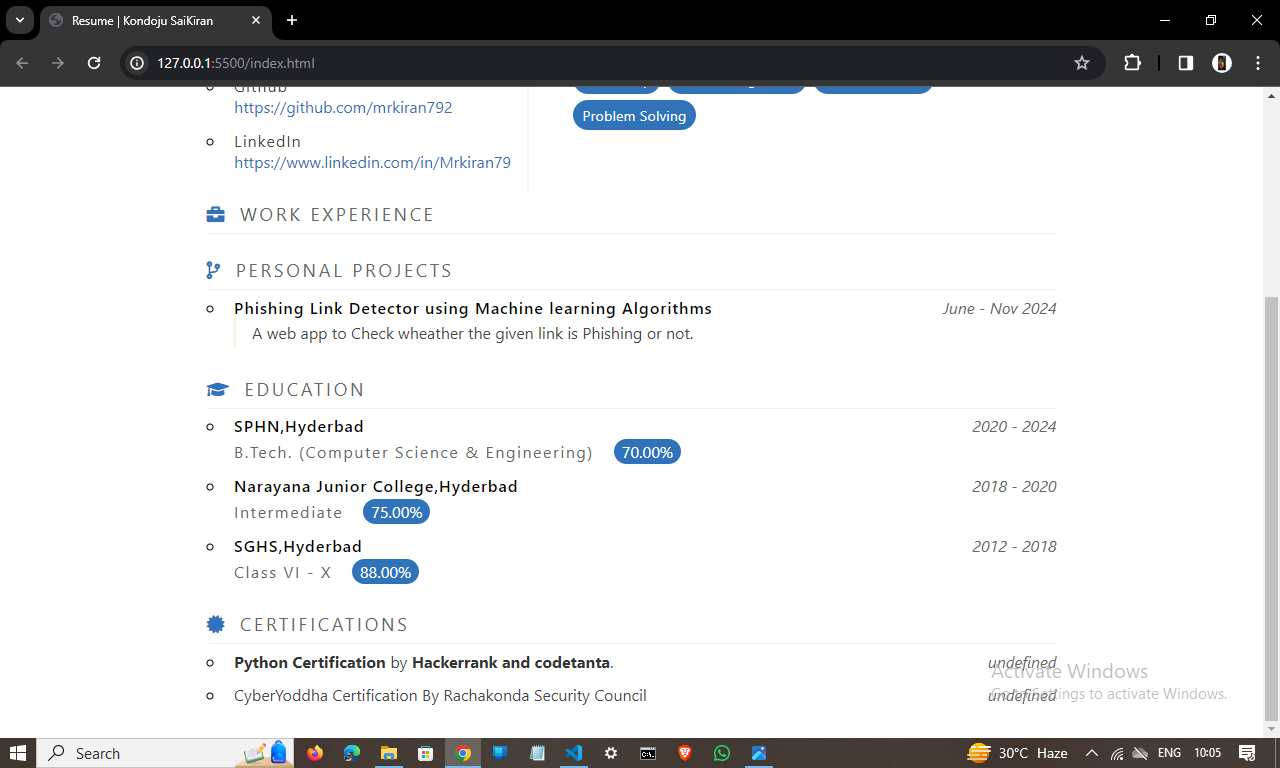 Resume | Kondoju SaiKiran
127.0.0.1:5500/index.html
Github
https://github.com/mrkiran792
Problem Solving
LinkedIn
https://www.linkedin.com/in/Mrkiran79
WORK EXPERIENCE
PERSONAL PROJECTS
Phishing Link Detector using Machine learning Algorithms June - Nov 2024
A web app to Check wheather the given link is Phishing or not.
EDUCATION
SPHN,Hyderbad 2020 - 2024
B.Tech. (Computer Science & Engineering) 70.00%
Narayana Junior College,Hyderbad 2018 - 2020
Intermediate 75.00%
SGHS,Hyderbad 2012 - 2018
Class VI - X 88.00%
CERTIFICATIONS
Python Certification by Hackerrank and codetanta. undefined
Activate Windows
CyberYoddha Certification By Rachakonda Security Council undefined
Go to Settings to activate Windows.
Search 30°C Haze ENG 10:05